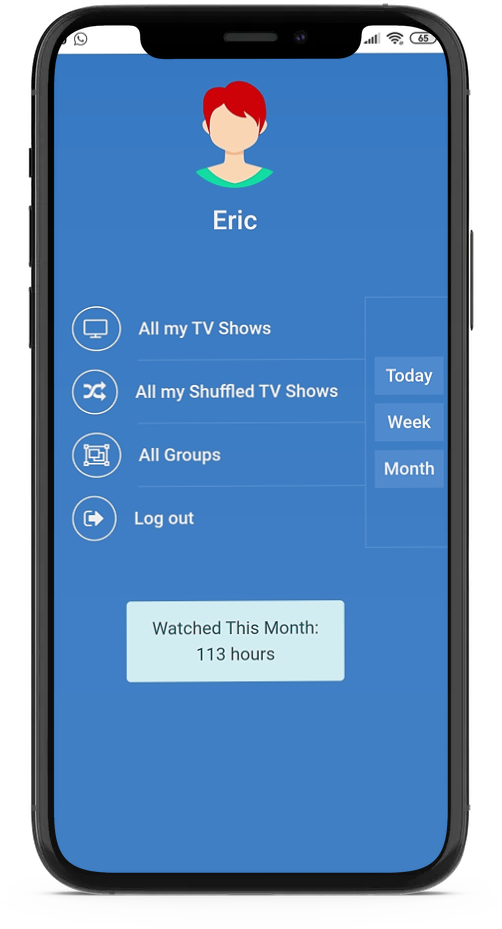 65
Eric
All my TV Shows
All my Shuffled TV Shows
All Groups
Log out
Today
Week
Month
Watched This Month:
113 hours